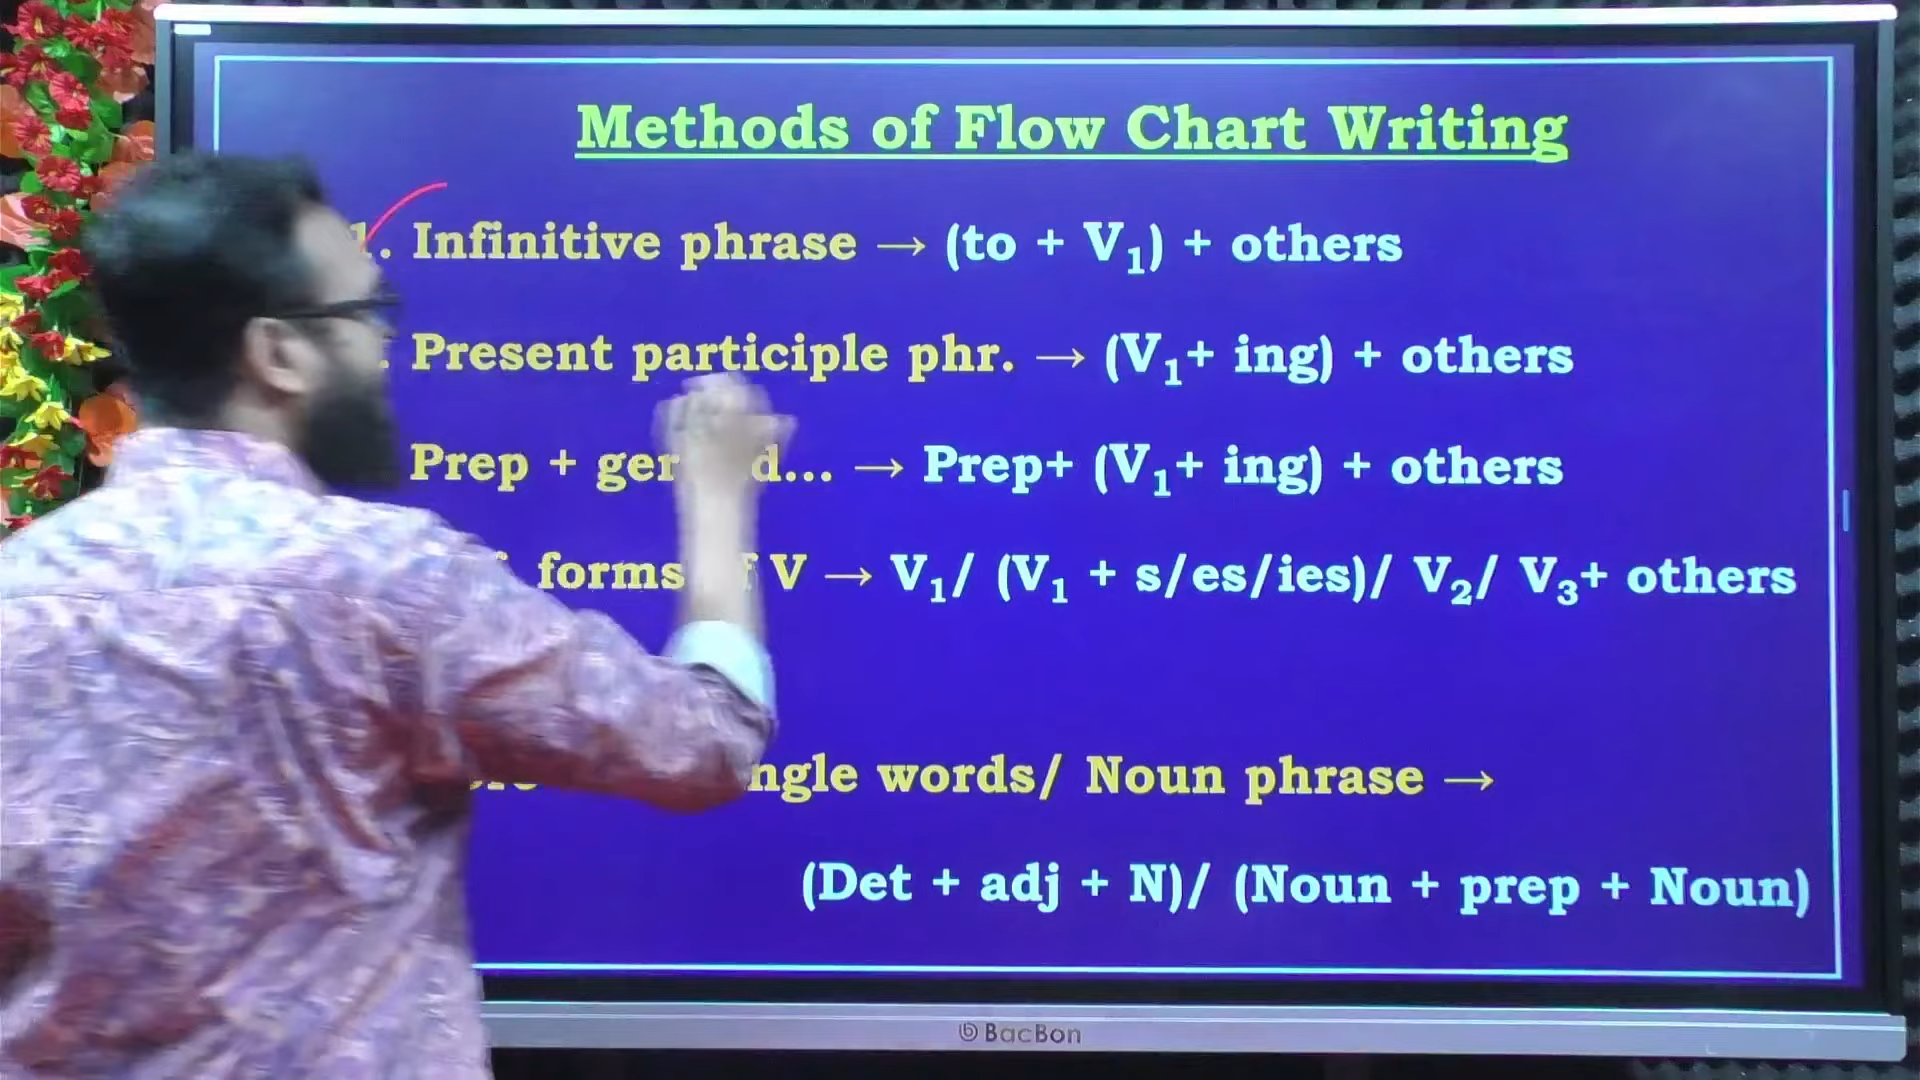 Methods of Flow Chart Writing
1. Infinitive phrase → (to + V₁) + others
. Present participle phr. → (V₁+ ing) + others
Prep + ... → Prep+ (V₁+ ing) + others
forms V → V₁/ (V₁ + s/es/ies)/ V₂/ V₃+ others
words/ Noun phrase →
(Det + adj + N)/ (Noun + prep + Noun)
BacBon